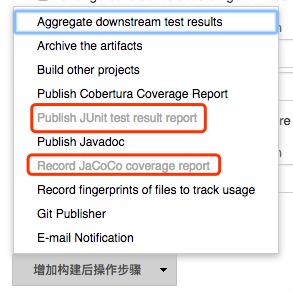 Aggregate downstream test results
Archive the artifacts
Build other projects
Publish Cobertura Coverage Report
Publish JUnit test result report
Publish Javadoc
Record JaCoCo coverage report
Record fingerprints of files to track usage
Git Publisher
E-mail Notification
增加构建后操作步骤